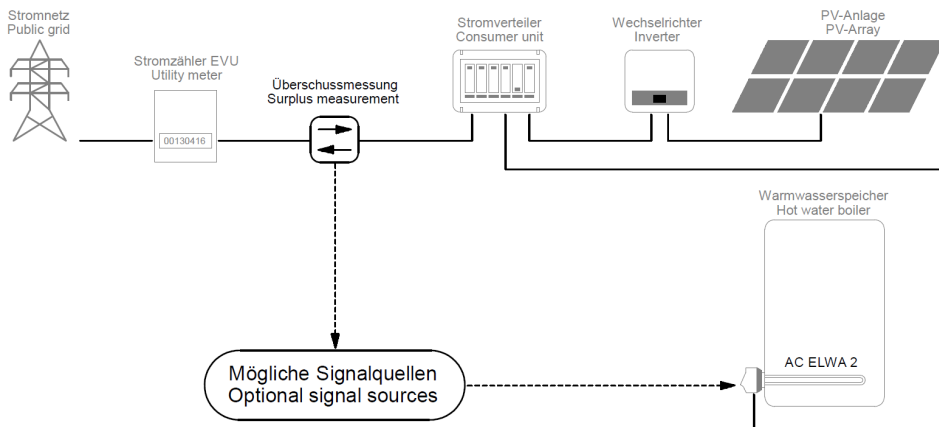 Stromnetz
Public grid
Stromzähler EVU
Utility meter
00130416
Überschussmessung
Surplus measurement
Stromverteiler
Consumer unit
Wechselrichter
Inverter
PV-Anlage
PV-Array
Warmwasserspeicher
Hot water boiler
AC ELWA 2
Mögliche Signalquellen
Optional signal sources